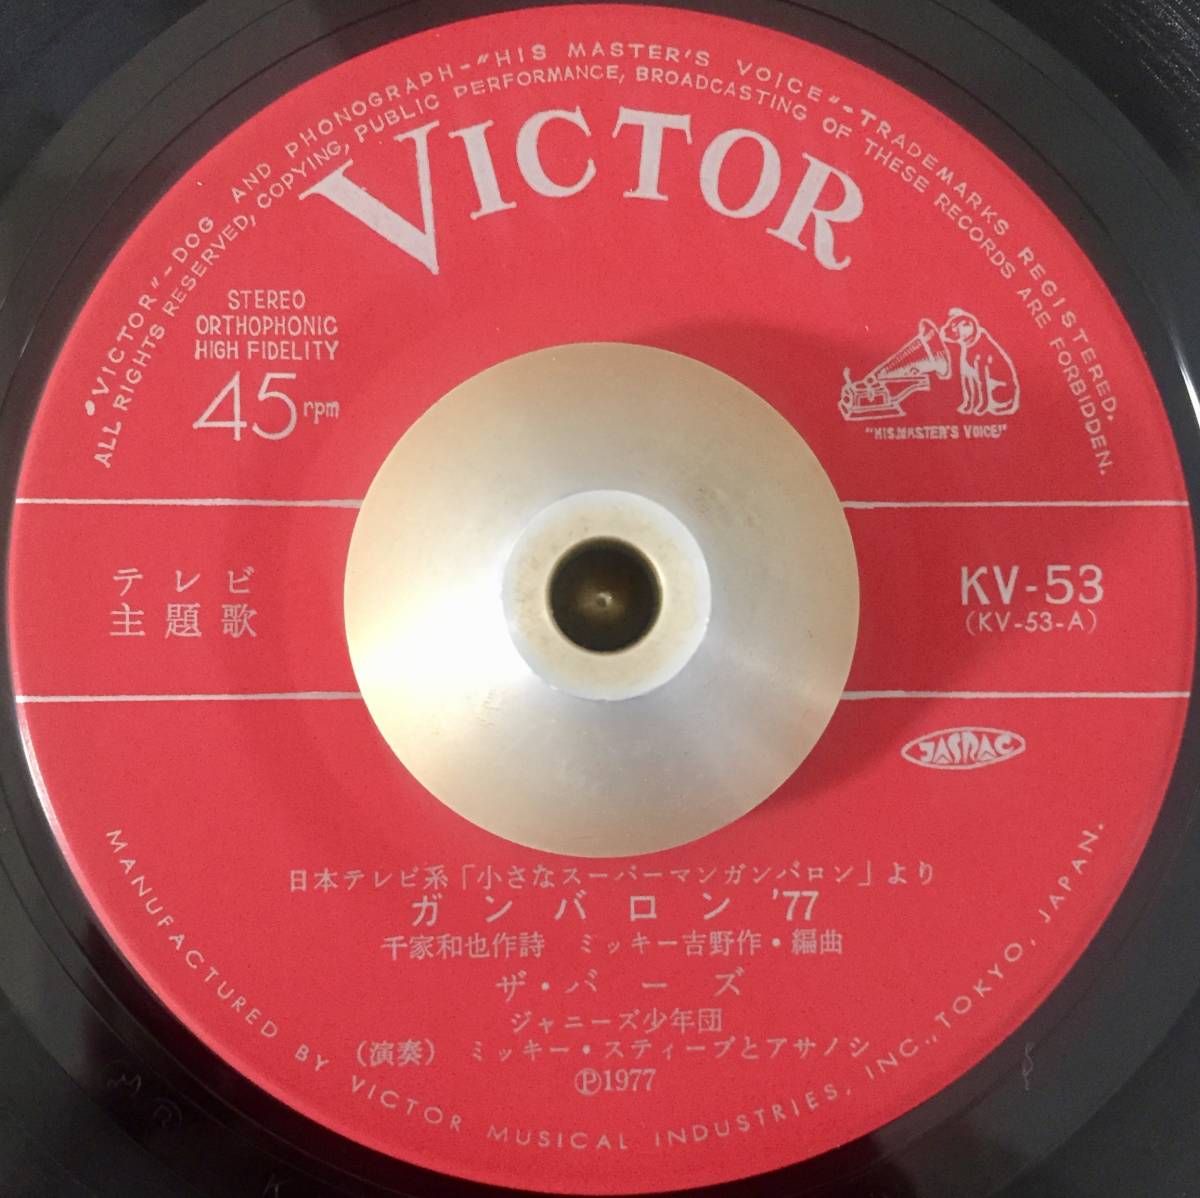 "VICTOR"-DOG AND PHONOGRAPH-"HIS MASTER'S VOICE"-TRADEMARKS REGISTERED.
ALL RIGHTS RESERVED, COPYING, PUBLIC PERFORMANCE, BROADCASTING OF THESE RECORDS ARE FORBIDDEN.
VICTOR
STEREO
ORTHOPHONIC
HIGH FIDELITY
45 rpm
"HIS MASTER'S VOICE"
テレビ
主題歌
KV-53
(KV-53-A)
JASRAC
日本テレビ系「小さなスーパーマンガンバロン」より
ガンバロン '77
千家和也作詩 ミッキー吉野作・編曲
ザ・バーズ
ジャニーズ少年団
(演奏) ミッキー・スティーブとアサノシ
Ⓟ1977
MANUFACTURED BY VICTOR MUSICAL INDUSTRIES, INC., TOKYO, JAPAN.